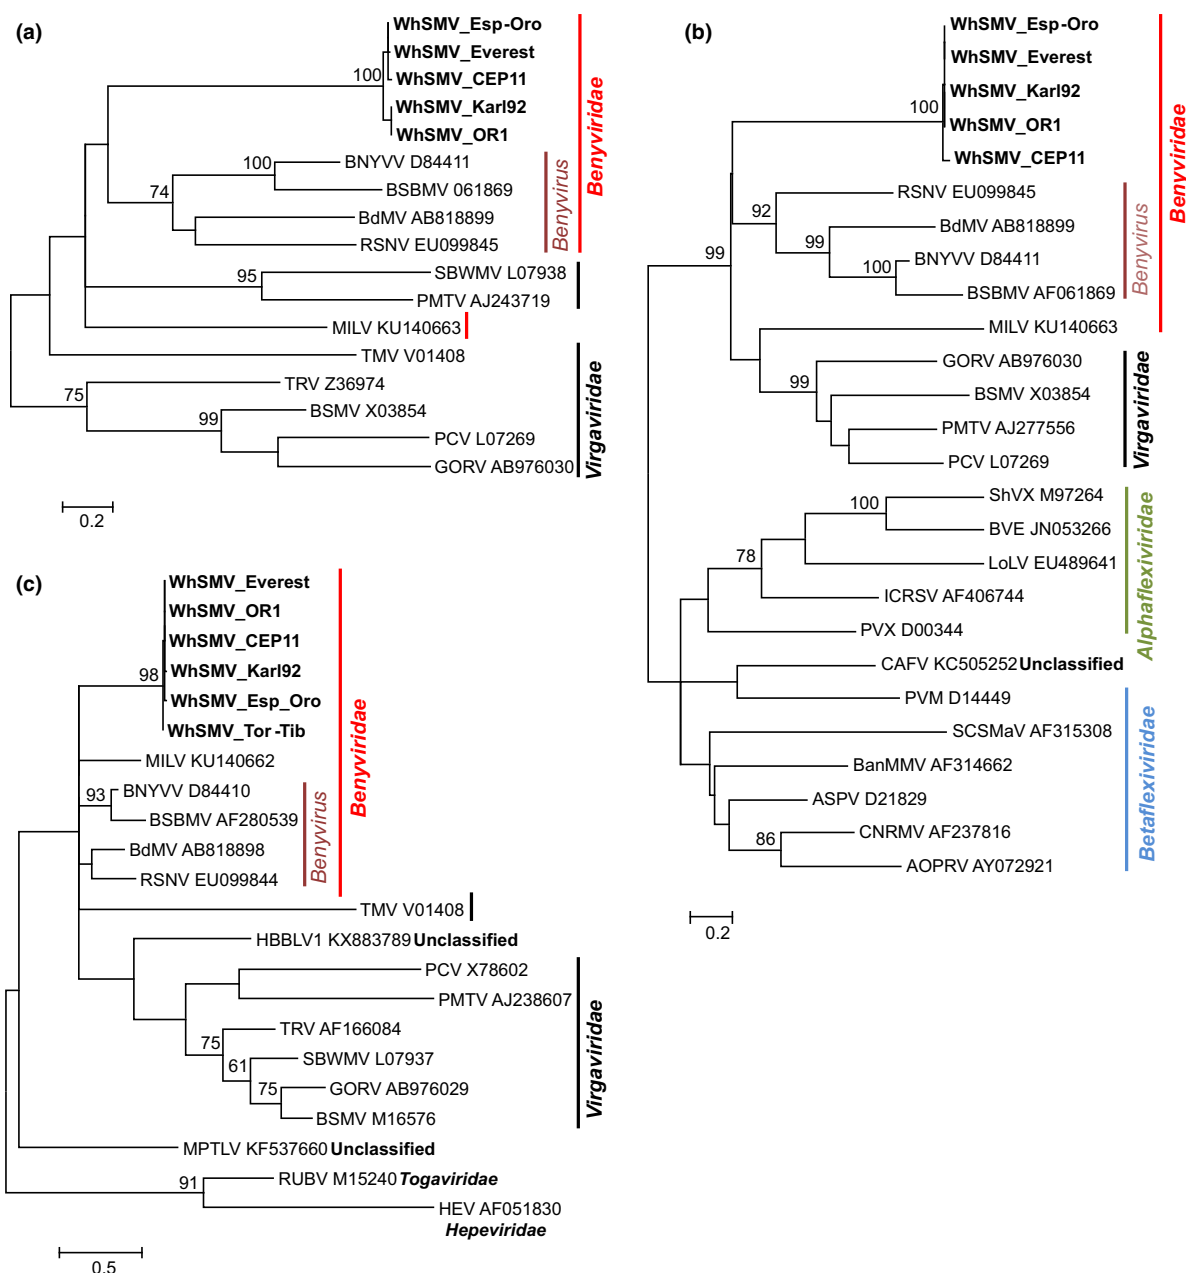 (a)
WhSMV_Esp-Oro
WhSMV_Everest
100
WhSMV_CEP11
WhSMV_Karl92
WhSMV_OR1
100
BNYVV D84411
74
BSBMV 061869
BdMV AB818899
RSNV EU099845
Benyvirus
Benyviridae
95
SBWMV L07938
PMTV AJ243719
MILV KU140663
TMV V01408
75
TRV Z36974
99
BSMV X03854
PCV L07269
GORV AB976030
Virgaviridae
0.2
(b)
WhSMV_Esp-Oro
WhSMV_Everest
WhSMV_Karl92
100
WhSMV_OR1
WhSMV_CEP11
92
RSNV EU099845
99
BdMV AB818899
99
100
BNYVV D84411
BSBMV AF061869
Benyvirus
MILV KU140663
Benyviridae
99
GORV AB976030
BSMV X03854
PMTV AJ277556
PCV L07269
Virgaviridae
100
ShVX M97264
BVE JN053266
78
LoLV EU489641
ICRSV AF406744
PVX D00344
Alphaflexiviridae
CAFV KC505252 Unclassified
PVM D14449
SCSMaV AF315308
BanMMV AF314662
ASPV D21829
86
CNRMV AF237816
AOPRV AY072921
Betaflexiviridae
0.2
(c)
WhSMV_Everest
WhSMV_OR1
WhSMV_CEP11
98
WhSMV_Karl92
WhSMV_Esp_Oro
WhSMV_Tor-Tib
MILV KU140662
93
BNYVV D84410
BSBMV AF280539
BdMV AB818898
RSNV EU099844
Benyvirus
Benyviridae
TMV V01408
HBBLV1 KX883789 Unclassified
PCV X78602
PMTV AJ238607
75
TRV AF166084
61
SBWMV L07937
75
GORV AB976029
BSMV M16576
Virgaviridae
MPTLV KF537660 Unclassified
91
RUBV M15240 Togaviridae
HEV AF051830
Hepeviridae
0.5